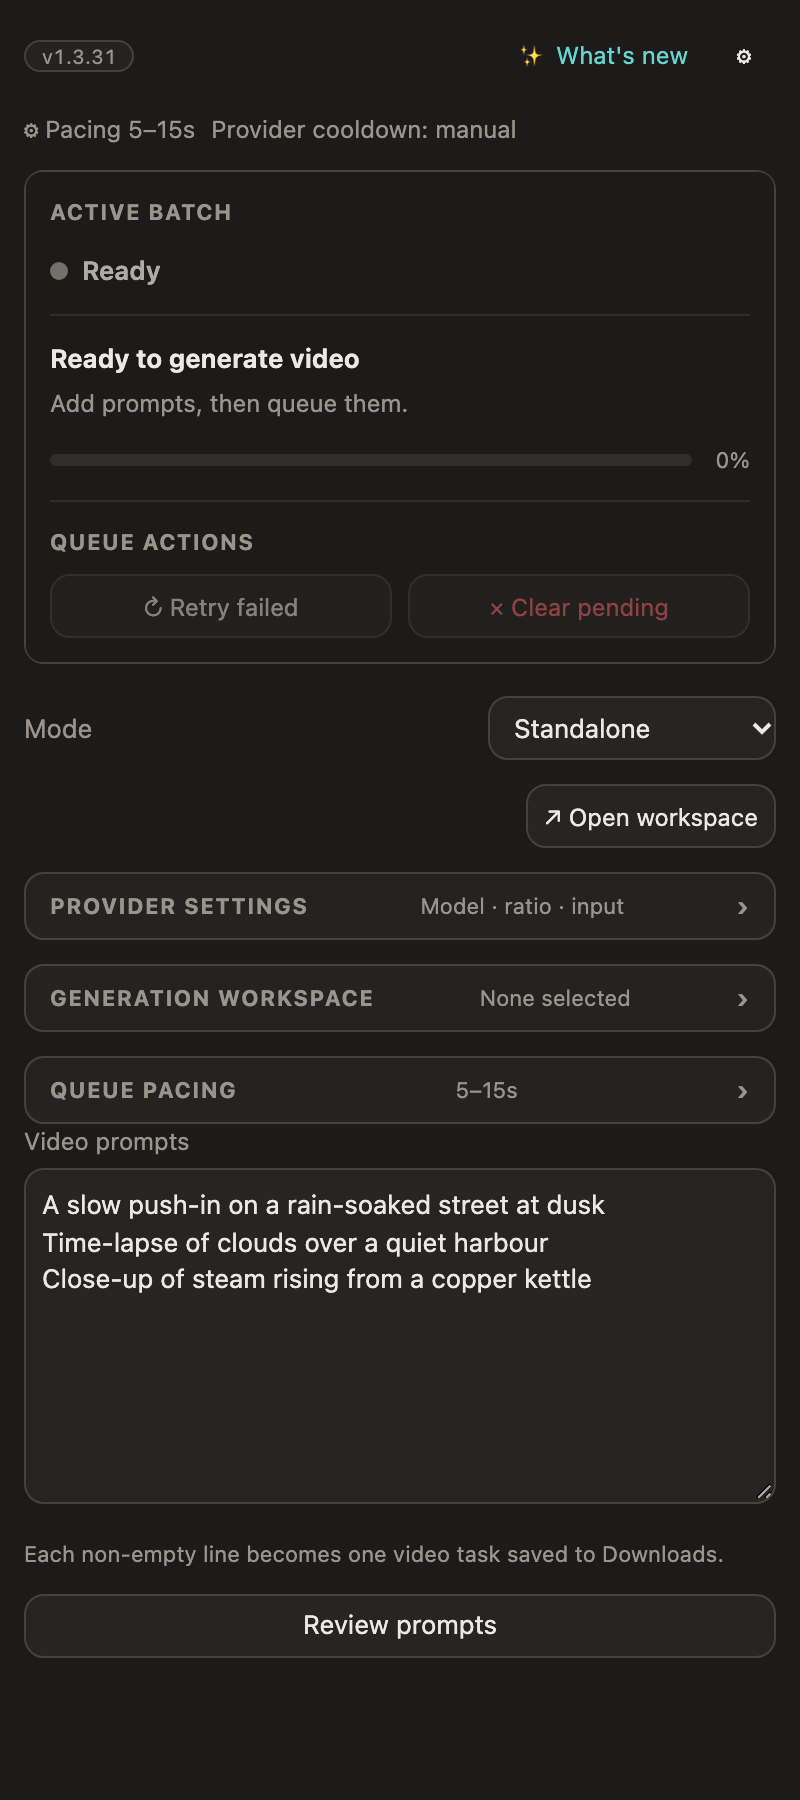 v1.3.31
✨ What's new ⚙
⚙ Pacing 5–15s Provider cooldown: manual
ACTIVE BATCH
Ready
Ready to generate video
Add prompts, then queue them.
0%
QUEUE ACTIONS
↻ Retry failed
× Clear pending
Mode
Standalone
↗ Open workspace
PROVIDER SETTINGS Model · ratio · input ›
GENERATION WORKSPACE None selected ›
QUEUE PACING 5–15s ›
Video prompts
A slow push-in on a rain-soaked street at dusk
Time-lapse of clouds over a quiet harbour
Close-up of steam rising from a copper kettle
Each non-empty line becomes one video task saved to Downloads.
Review prompts